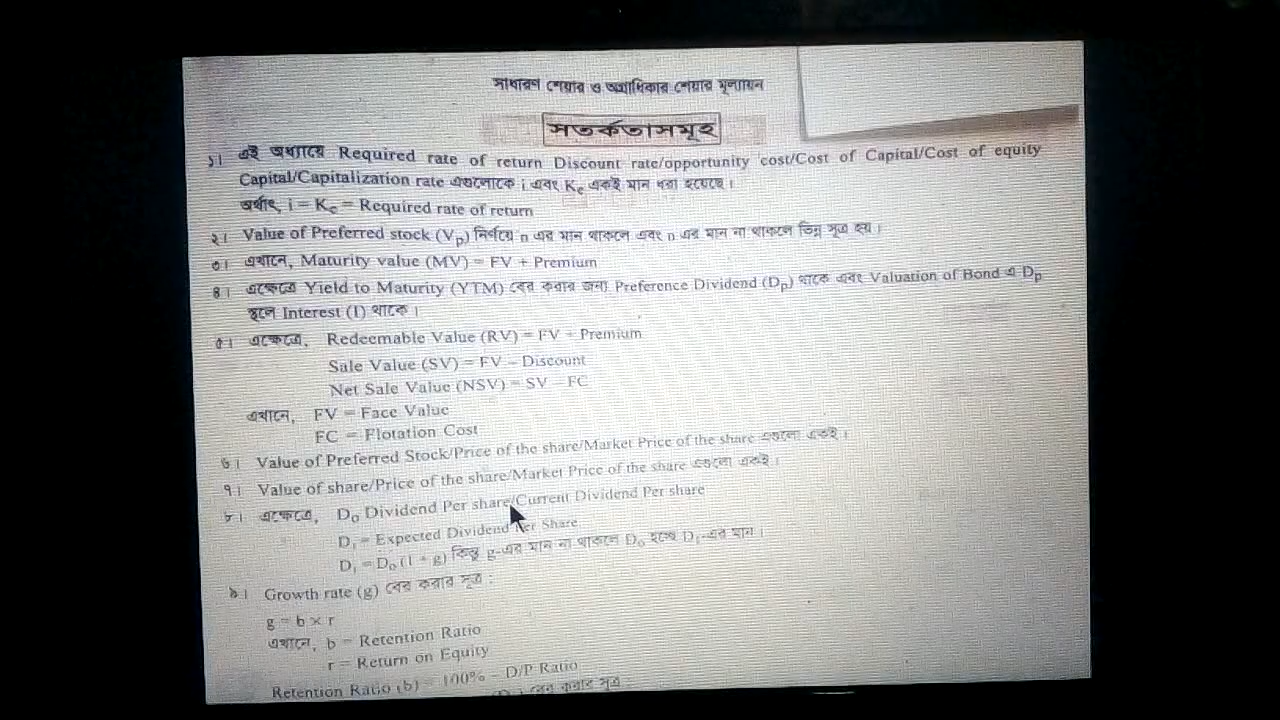 সাধারণ শেয়ার ও অগ্রাধিকার শেয়ার মূল্যায়ন
সতর্কতাসমূহ
১। এই অধ্যায়ে Required rate of return Discount rate/opportunity cost/Cost of Capital/Cost of equity
Capital/Capitalization rate এগুলোকে i এবং Ke একই মান ধরা হয়েছে।
অর্থাৎ, i = Ke = Required rate of return
২। Value of Preferred stock (Vp) নির্ণয়ে n এর মান থাকলে এবং n এর মান না থাকলে ভিন্ন সূত্র হয়।
৩। এখানে, Maturity value (MV) = FV + Premium
৪। এক্ষেত্রে Yield to Maturity (YTM) বের করার জন্য Preference Dividend (Dp) থাকে এবং Valuation of Bond এ Dp
স্থলে Interest (I) থাকে।
৫। এক্ষেত্রে, Redeemable Value (RV) = FV + Premium
Sale Value (SV) = FV – Discount
Net Sale Value (NSV) = SV – FC
এখানে, FV = Face Value
FC = Flotation Cost
৬। Value of Preferred Stock/Price of the share/Market Price of the share এগুলো একই।
৭। Value of share/Price of the share/Market Price of the share এগুলো একই।
৮। এক্ষেত্রে, D0 Dividend Per share/Current Dividend Per share
D1 = Expected Dividend Per Share
D1 = D0 (1 + g) কিন্তু g-এর মান না থাকলে D0 হচ্ছে D1-এর মান।
৯। Growth rate (g) বের করার সূত্র :
g = b × r
এখানে, b = Retention Ratio
r = Return on Equity
Retention Ratio (b) = 100% – D/P Ratio
বের করার সূত্র :